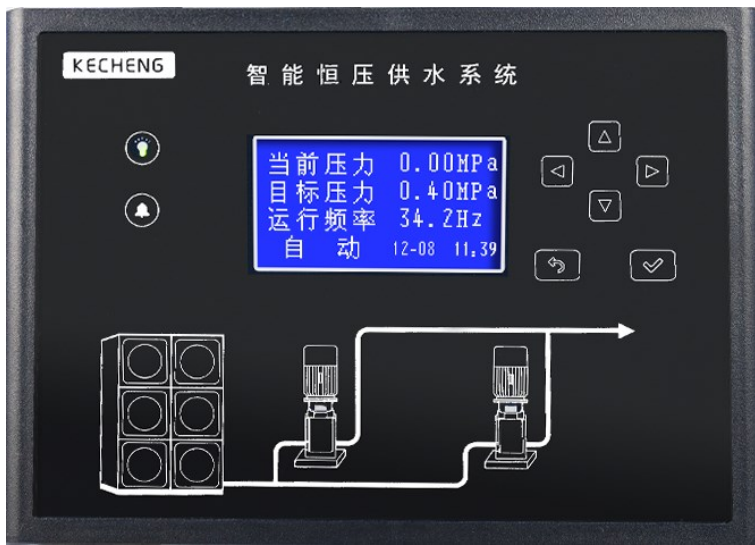 KECHENG
智能恒压供水系统
当前压力 0.00MPa
目标压力 0.40MPa
运行频率 34.2Hz
自 动 12-08 11:39